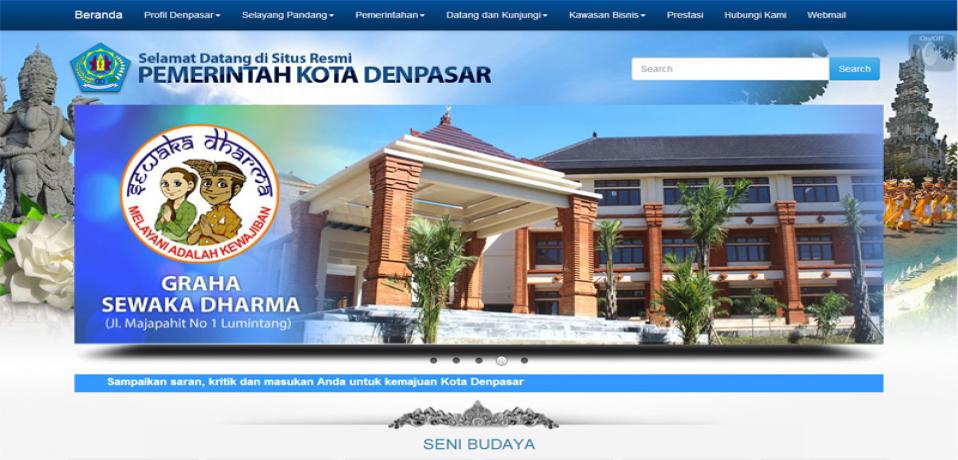 Beranda Profil Denpasar Selayang Pandang Pemerintahan Datang dan Kunjungi Kawasan Bisnis Prestasi Hubungi Kami Webmail
On/Off
Selamat Datang di Situs Resmi
PEMERINTAH KOTA DENPASAR
Search Search
sewaka dharma
MELAYANI ADALAH KEWAJIBAN
GRAHA
SEWAKA DHARMA
(Jl. Majapahit No 1 Lumintang)
Sampaikan saran, kritik dan masukan Anda untuk kemajuan Kota Denpasar
SENI BUDAYA